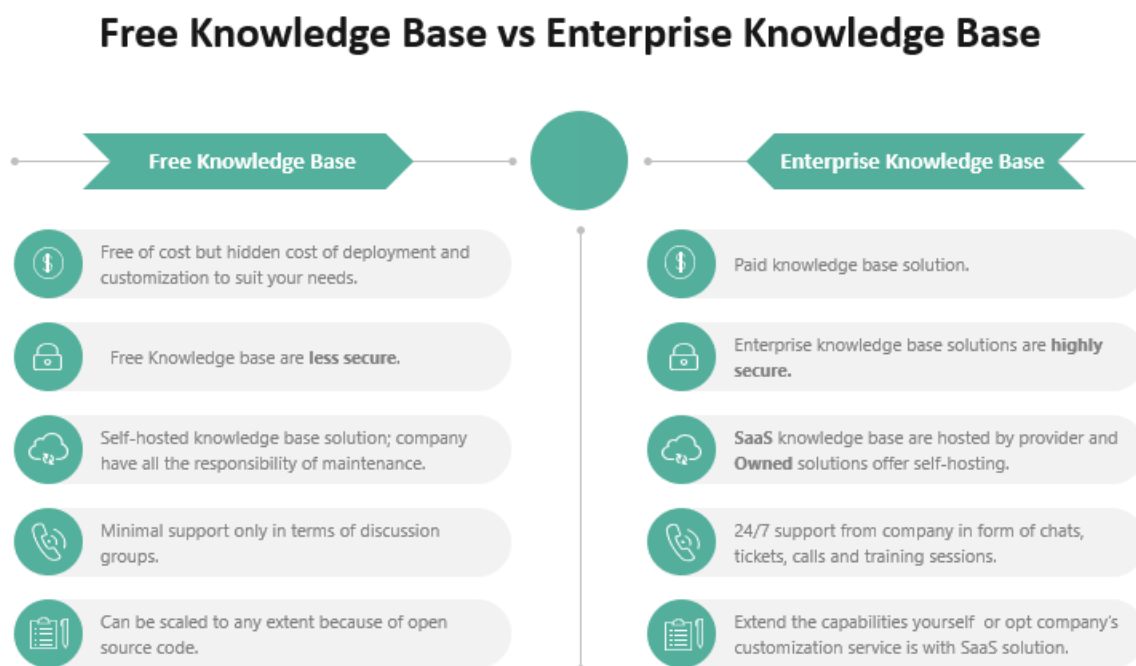 Free Knowledge Base vs Enterprise Knowledge Base
Free Knowledge Base
Free of cost but hidden cost of deployment and
customization to suit your needs.
Free Knowledge base are less secure.
Self-hosted knowledge base solution; company
have all the responsibility of maintenance.
Minimal support only in terms of discussion
groups.
Can be scaled to any extent because of open
source code.
Enterprise Knowledge Base
Paid knowledge base solution.
Enterprise knowledge base solutions are highly
secure.
SaaS knowledge base are hosted by provider and
Owned solutions offer self-hosting.
24/7 support from company in form of chats,
tickets, calls and training sessions.
Extend the capabilities yourself or opt company's
customization service is with SaaS solution.